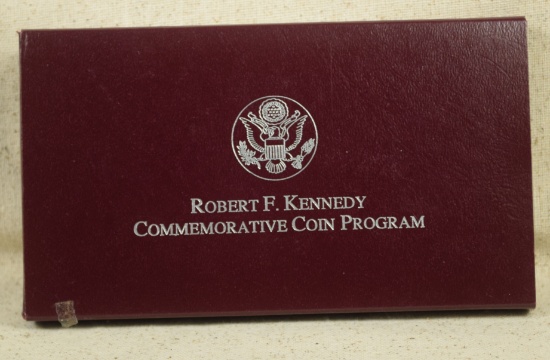 ROBERT F. KENNEDY
COMMEMORATIVE COIN PROGRAM